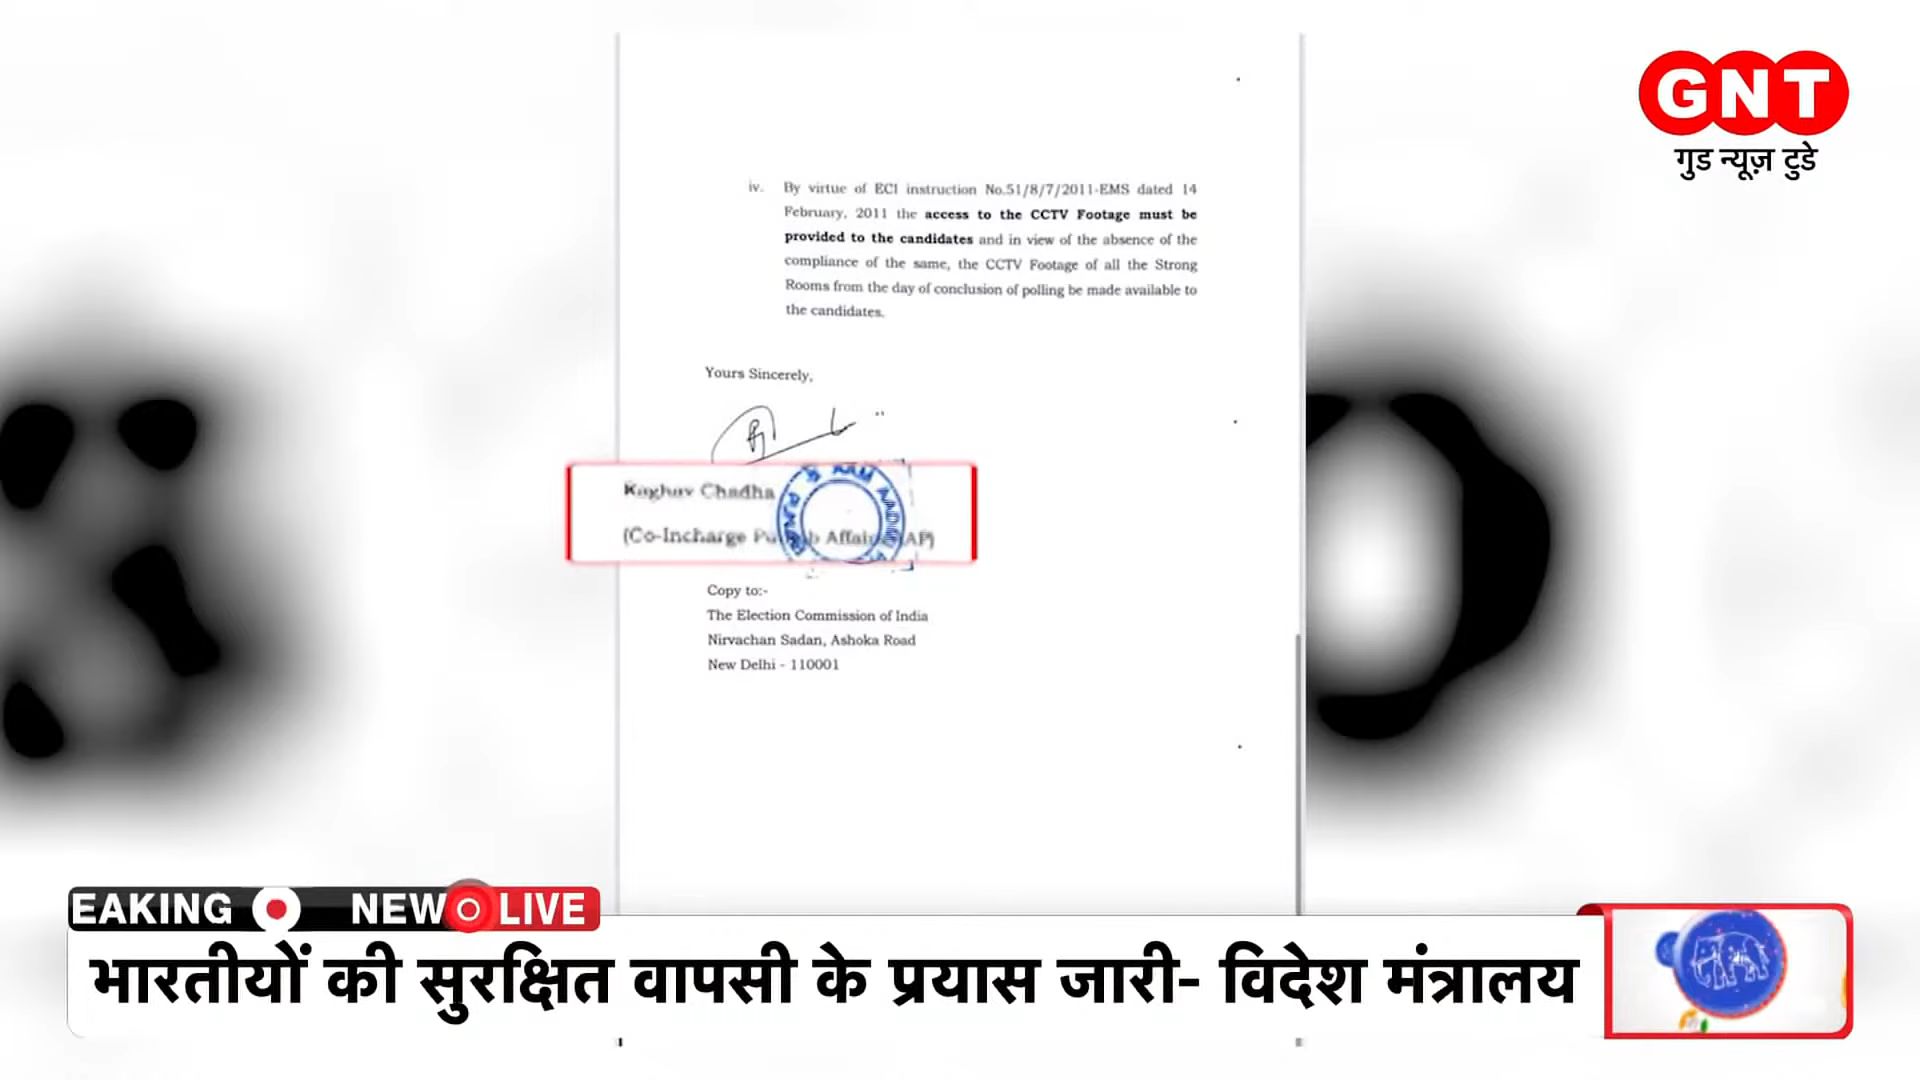 GNT
गुड न्यूज़ टुडे
iv. By virtue of ECI instruction No.51/8/7/2011-EMS dated 14
February, 2011 the access to the CCTV Footage must be
provided to the candidates and in view of the absence of the
compliance of the same, the CCTV Footage of all the Strong
Rooms from the day of conclusion of polling be made available to
the candidates.
Yours Sincerely,
Raghav Chadha
(Co-Incharge Affai AP)
AAM AADMI
Copy to:-
The Election Commission of India
Nirvachan Sadan, Ashoka Road
New Delhi - 110001
EAKING NEW LIVE
भारतीयों की सुरक्षित वापसी के प्रयास जारी- विदेश मंत्रालय